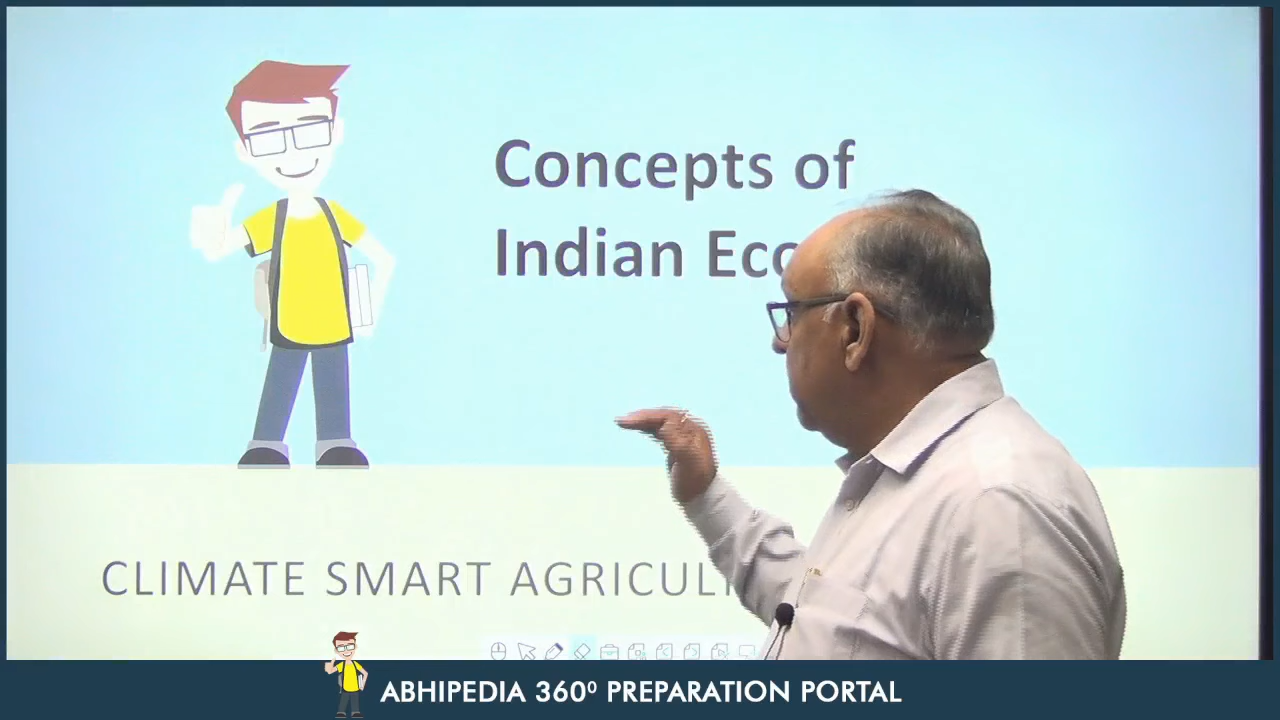 Concepts of
Indian Eco
CLIMATE SMART AGRICUL
ABHIPEDIA 360⁰ PREPARATION PORTAL